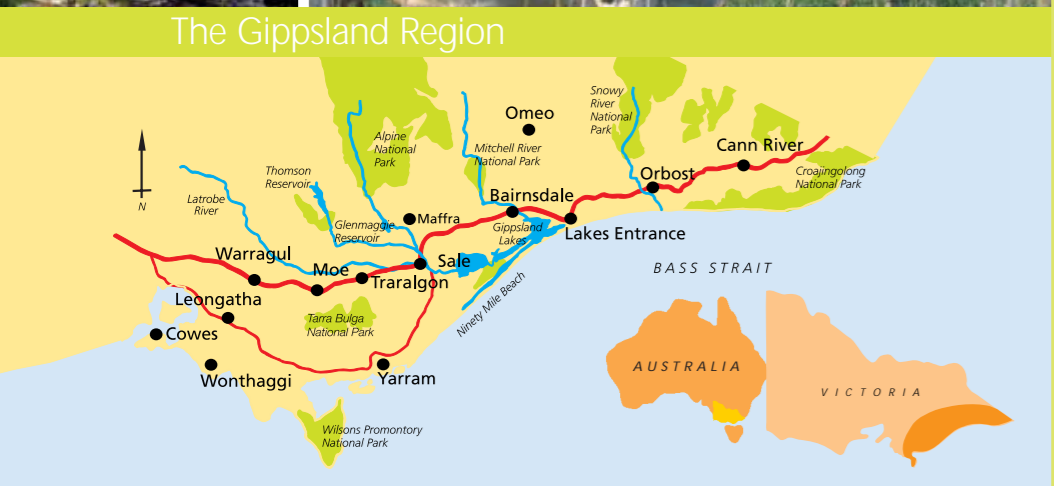 The Gippsland Region
Omeo
Snowy
River
National
Park
Alpine
National
Park
Mitchell River
National Park
Cann River
Thomson
Reservoir
Orbost
Croajingolong
National Park
Latrobe
River
Bairnsdale
Maffra
Glenmaggie
Reservoir
Gippsland
Lakes
Lakes Entrance
N
Warragul
Sale
Moe
Traralgon
BASS STRAIT
Leongatha
Ninety Mile Beach
Tarra Bulga
National Park
Cowes
Wonthaggi
Yarram
AUSTRALIA
VICTORIA
Wilsons Promontory
National Park